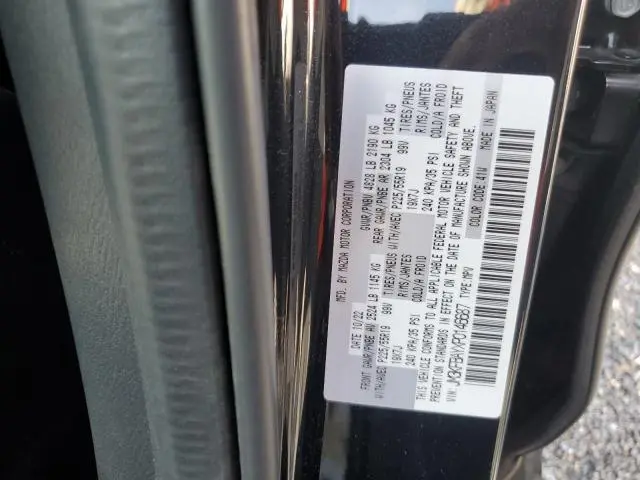 MFD. BY MAZDA MOTOR CORPORATION
DATE 10/22 GVWR/PNBV 4828 LB 2190 KG
FRONT GAWR/PNBE AV 2524 LB 1145 KG REAR GAWR/PNBE AR 2304 LB 1045 KG
WITH/AVEC P225/55R19 99V TIRES/PNEUS WITH/AVEC P225/55R19 99V TIRES/PNEUS
19X7J RIMS/JANTES 19X7J RIMS/JANTES
240 KPA/35 PSI COLD/A FROID 240 KPA/35 PSI COLD/A FROID
THIS VEHICLE CONFORMS TO ALL APPLICABLE FEDERAL MOTOR VEHICLE SAFETY AND THEFT
PREVENTION STANDARDS IN EFFECT ON THE DATE OF MANUFACTURE SHOWN ABOVE.
TYPE:MPV COLOR CODE 41W MADE IN JAPAN